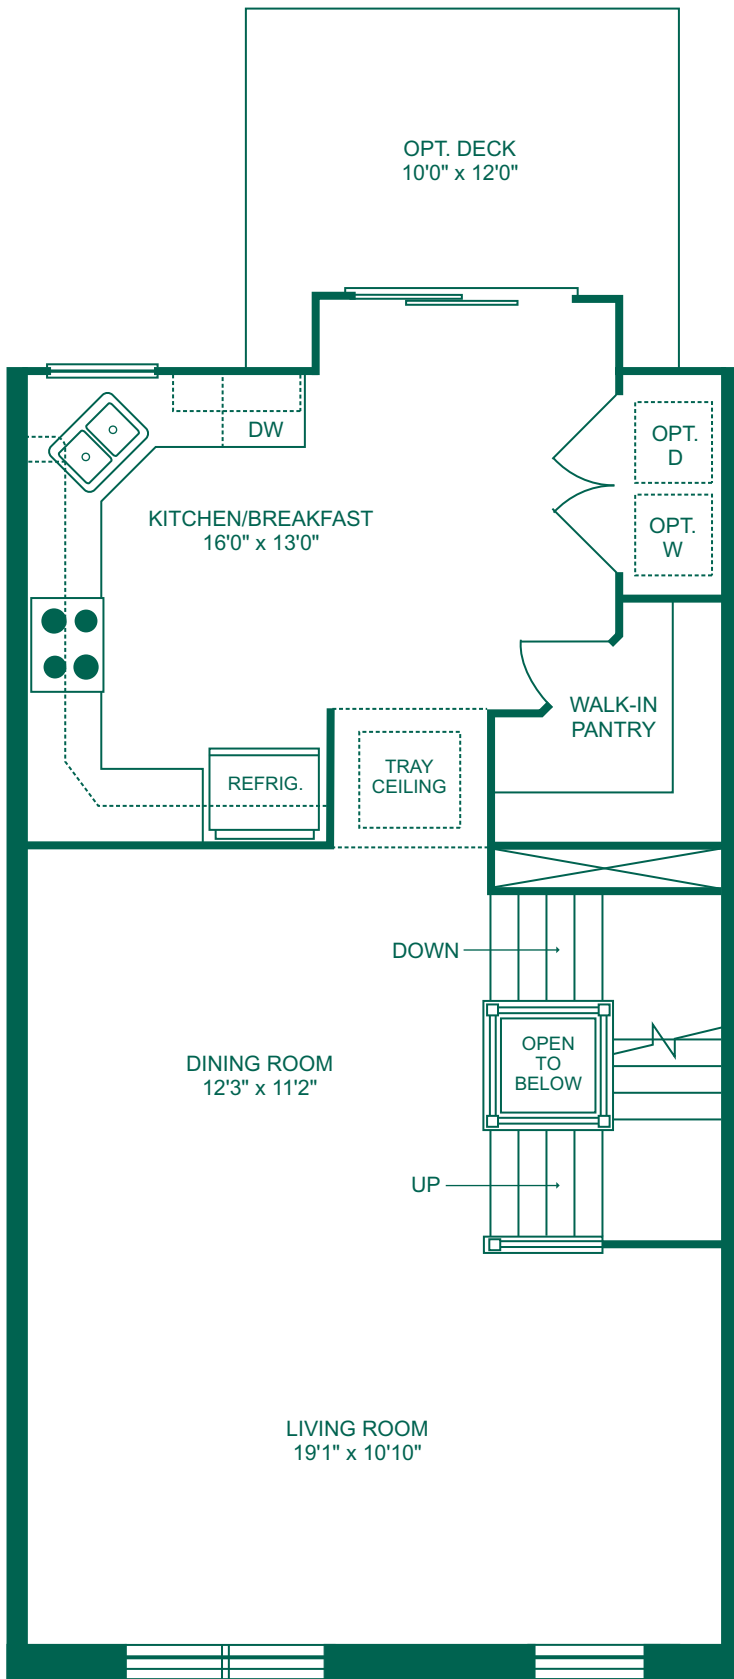 OPT. DECK
10'0" x 12'0"
DW
OPT.
D
OPT.
W
KITCHEN/BREAKFAST
16'0" x 13'0"
WALK-IN
PANTRY
REFRIG.
TRAY
CEILING
DOWN
OPEN
TO
BELOW
DINING ROOM
12'3" x 11'2"
UP
LIVING ROOM
19'1" x 10'10"